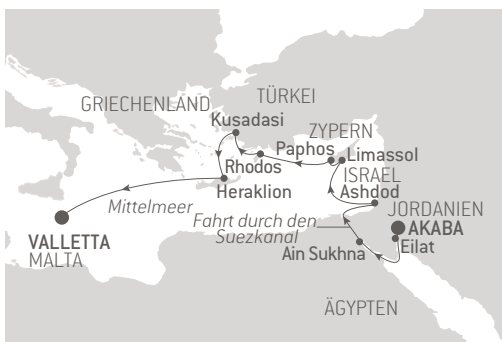 TÜRKEI
GRIECHENLAND
Kusadasi
ZYPERN
Paphos
Limassol
Rhodos
ISRAEL
Heraklion
Ashdod
Mittelmeer
JORDANIEN
Fahrt durch den
Suezkanal
AKABA
VALLETTA
Eilat
MALTA
Ain Sukhna
ÄGYPTEN